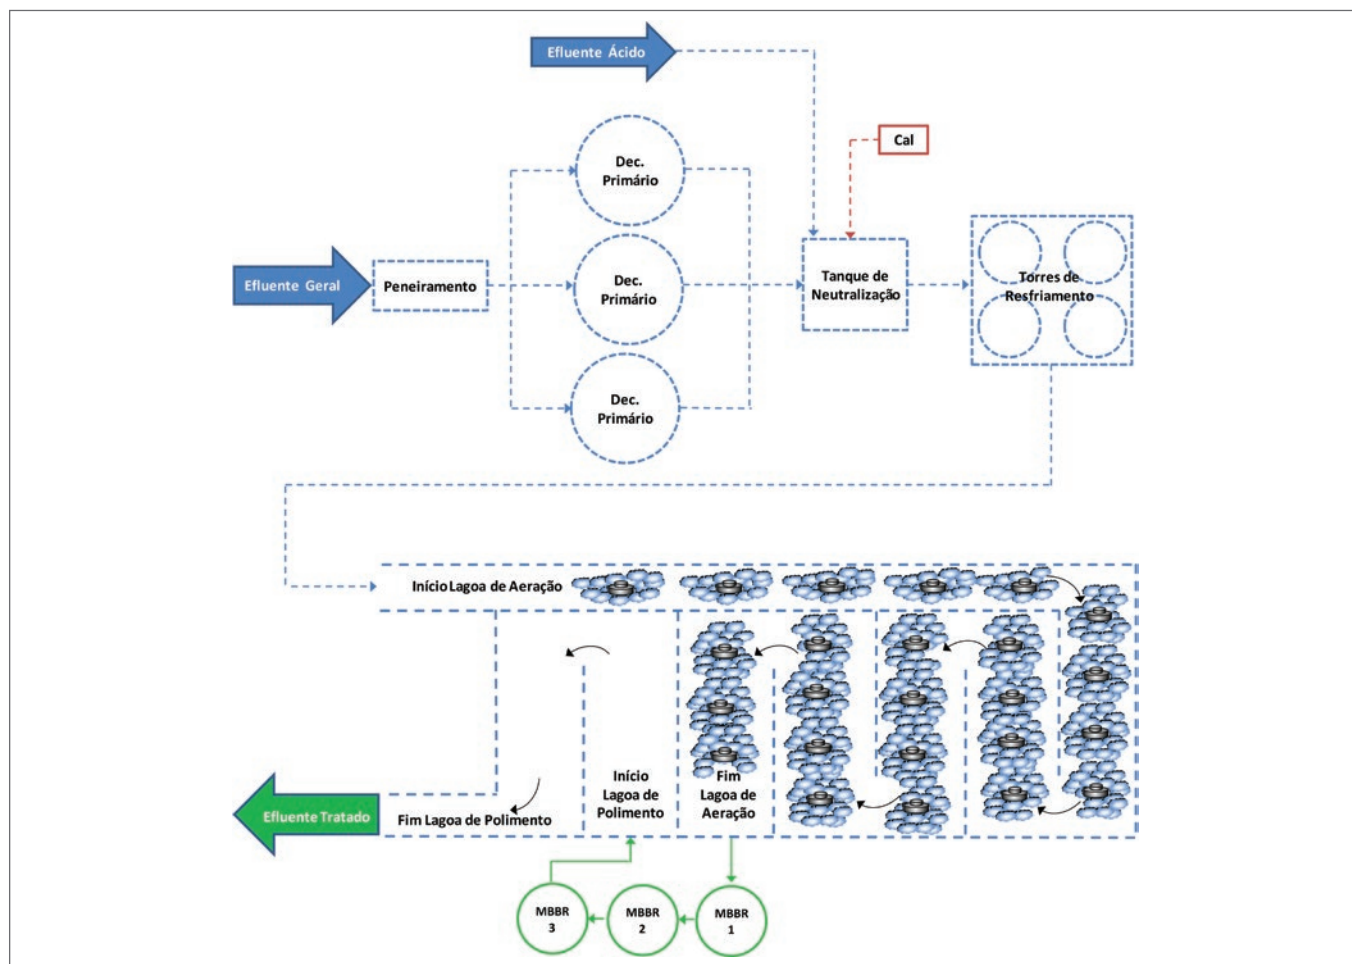 Efluente Ácido
Cal
Dec.
Primário
Efluente Geral
Peneiramento
Dec.
Primário
Tanque de
Neutralização
Torres de
Resfriamento
Dec.
Primário
Início Lagoa de Aeração
Início
Lagoa de
Polimento
Fim
Lagoa de
Aeração
Efluente Tratado
Fim Lagoa de Polimento
MBBR
3
MBBR
2
MBBR
1